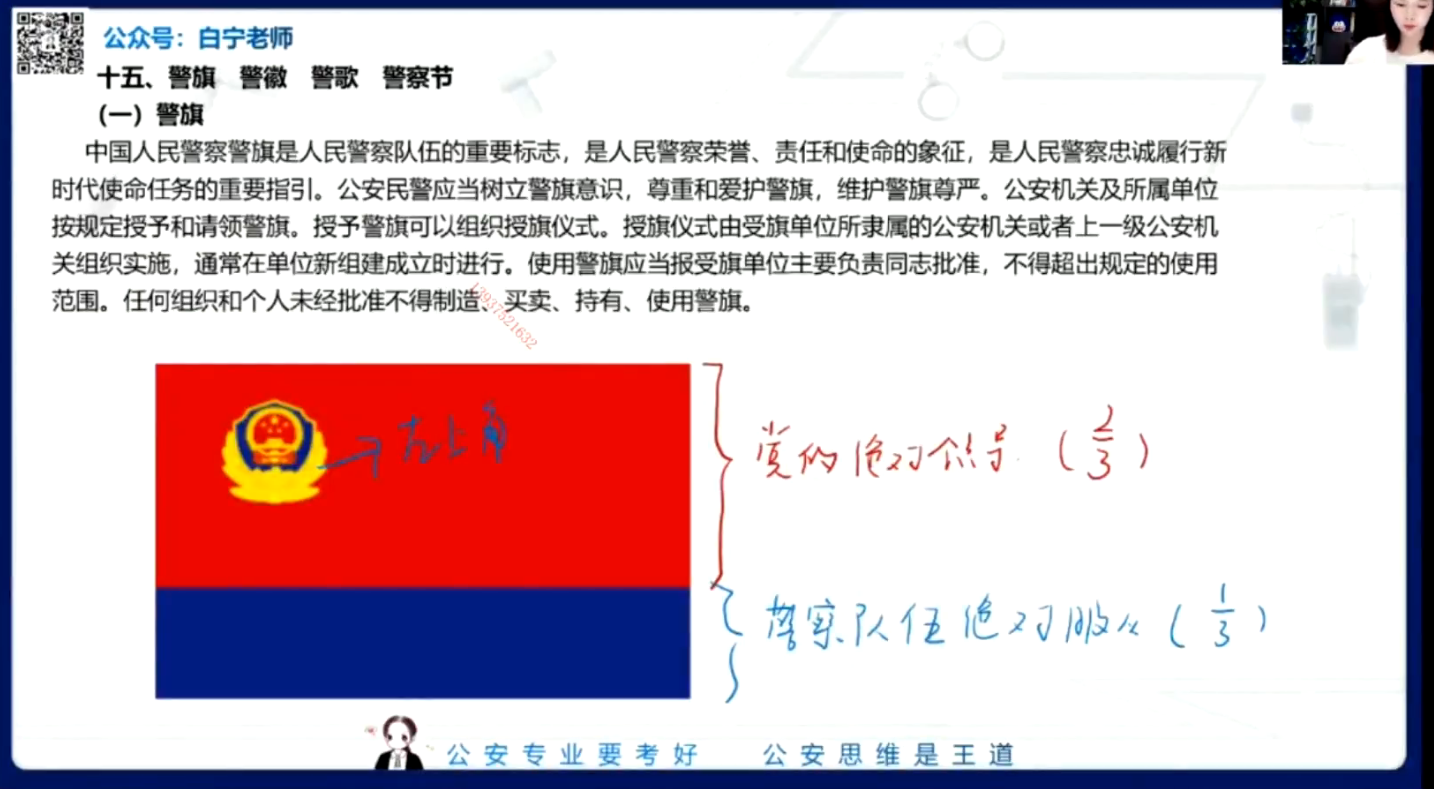 公众号：白宁老师
十五、警旗 警徽 警歌 警察节
（一）警旗
中国人民警察警旗是人民警察队伍的重要标志，是人民警察荣誉、责任和使命的象征，是人民警察忠诚履行新
时代使命任务的重要指引。公安民警应当树立警旗意识，尊重和爱护警旗，维护警旗尊严。公安机关及所属单位
按规定授予和请领警旗。授予警旗可以组织授旗仪式。授旗仪式由受旗单位所隶属的公安机关或者上一级公安机
关组织实施，通常在单位新组建成立时进行。使用警旗应当报受旗单位主要负责同志批准，不得超出规定的使用
范围。任何组织和个人未经批准不得制造、买卖、持有、使用警旗。
13937521632
左上角
党的绝对领导（2/3）
警察队伍绝对服从（1/3）
公安专业要考好 公安思维是王道